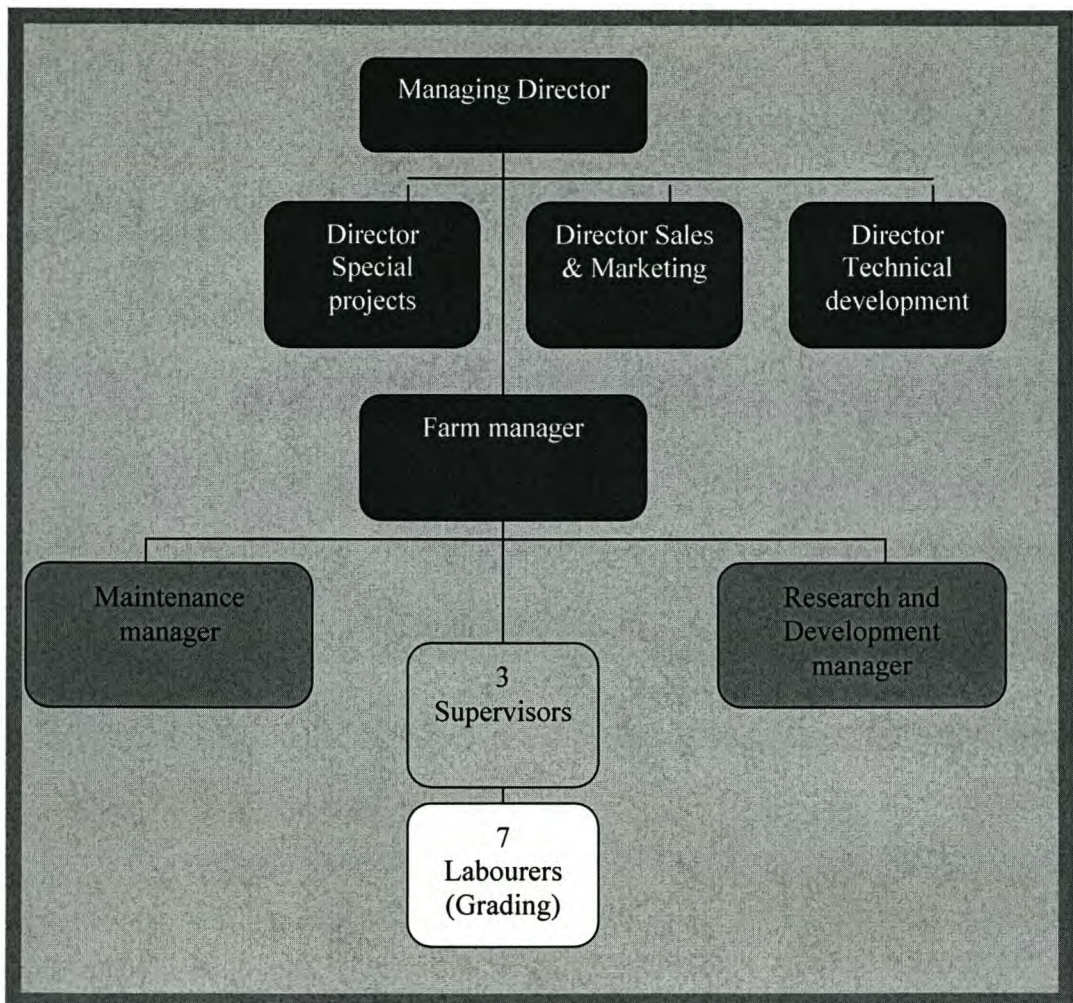 Managing Director
Director
Special
projects
Director Sales
& Marketing
Director
Technical
development
Farm manager
Maintenance
manager
Research and
Development
manager
3
Supervisors
7
Labourers
(Grading)